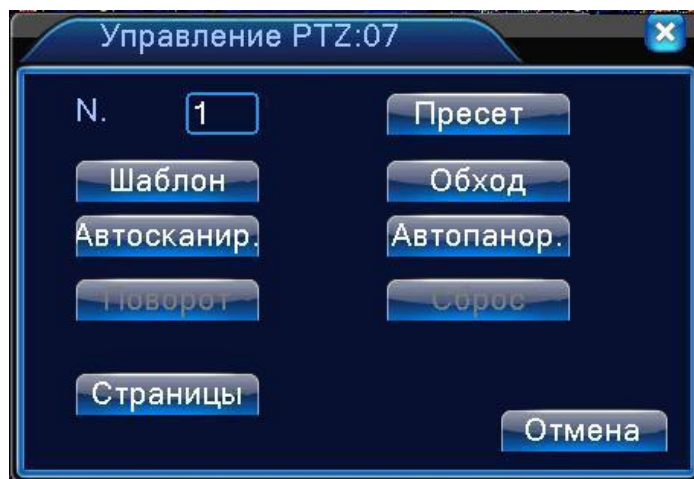 Управление PTZ:07
N. 1 Пресет
Шаблон Обход
Автосканир. Автопанор.
Поворот Сброс
Страницы
Отмена